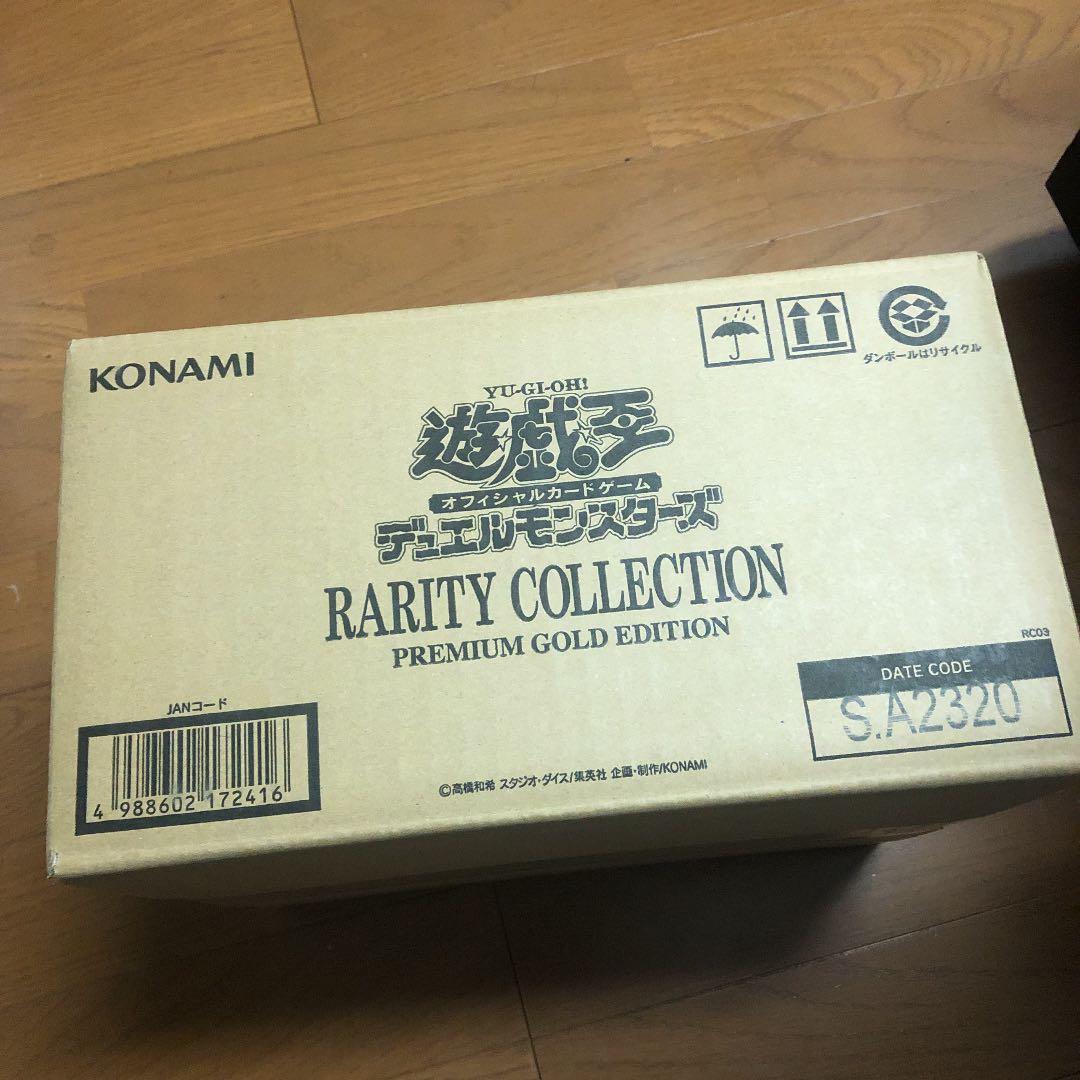 KONAMI
ダンボールはリサイクル
YU-GI-OH!
遊戯王
オフィシャルカードゲーム
デュエルモンスターズ
RARITY COLLECTION
PREMIUM GOLD EDITION
RC03
DATE CODE
S.A2320
JANコード
4 988602 172416
©高橋和希 スタジオ・ダイス/集英社 企画・制作/KONAMI